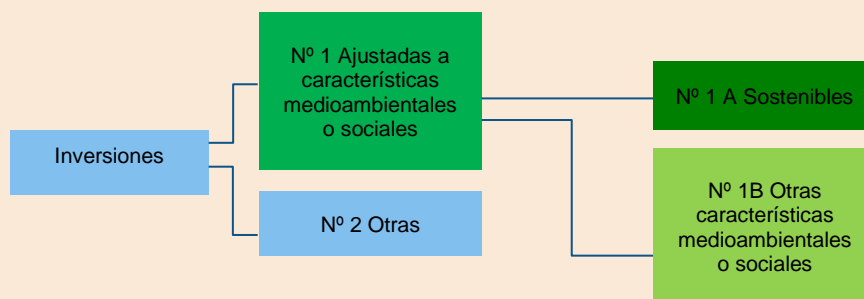 Inversiones
Nº 1 Ajustadas a
características
medioambientales
o sociales
Nº 2 Otras
Nº 1 A Sostenibles
Nº 1B Otras
características
medioambientales
o sociales